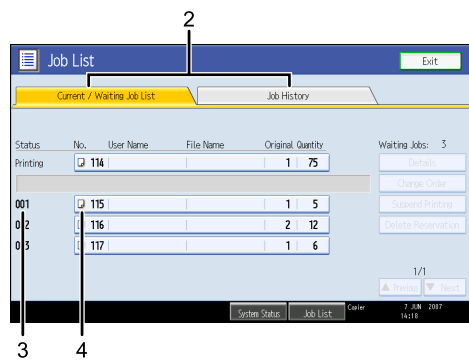 2
Job List
Exit
Current / Waiting Job List
Job History
Status No. User Name File Name Original Quantity Waiting Jobs: 3
Printing 114 1 75 Details
Change Order
001 115 1 5 Suspend Printing
002 116 2 12 Delete Reservation
003 117 1 6
1/1
▲ Previous ▼ Next
System Status Job List Copier 7 JUN 2007
14:18
3 4